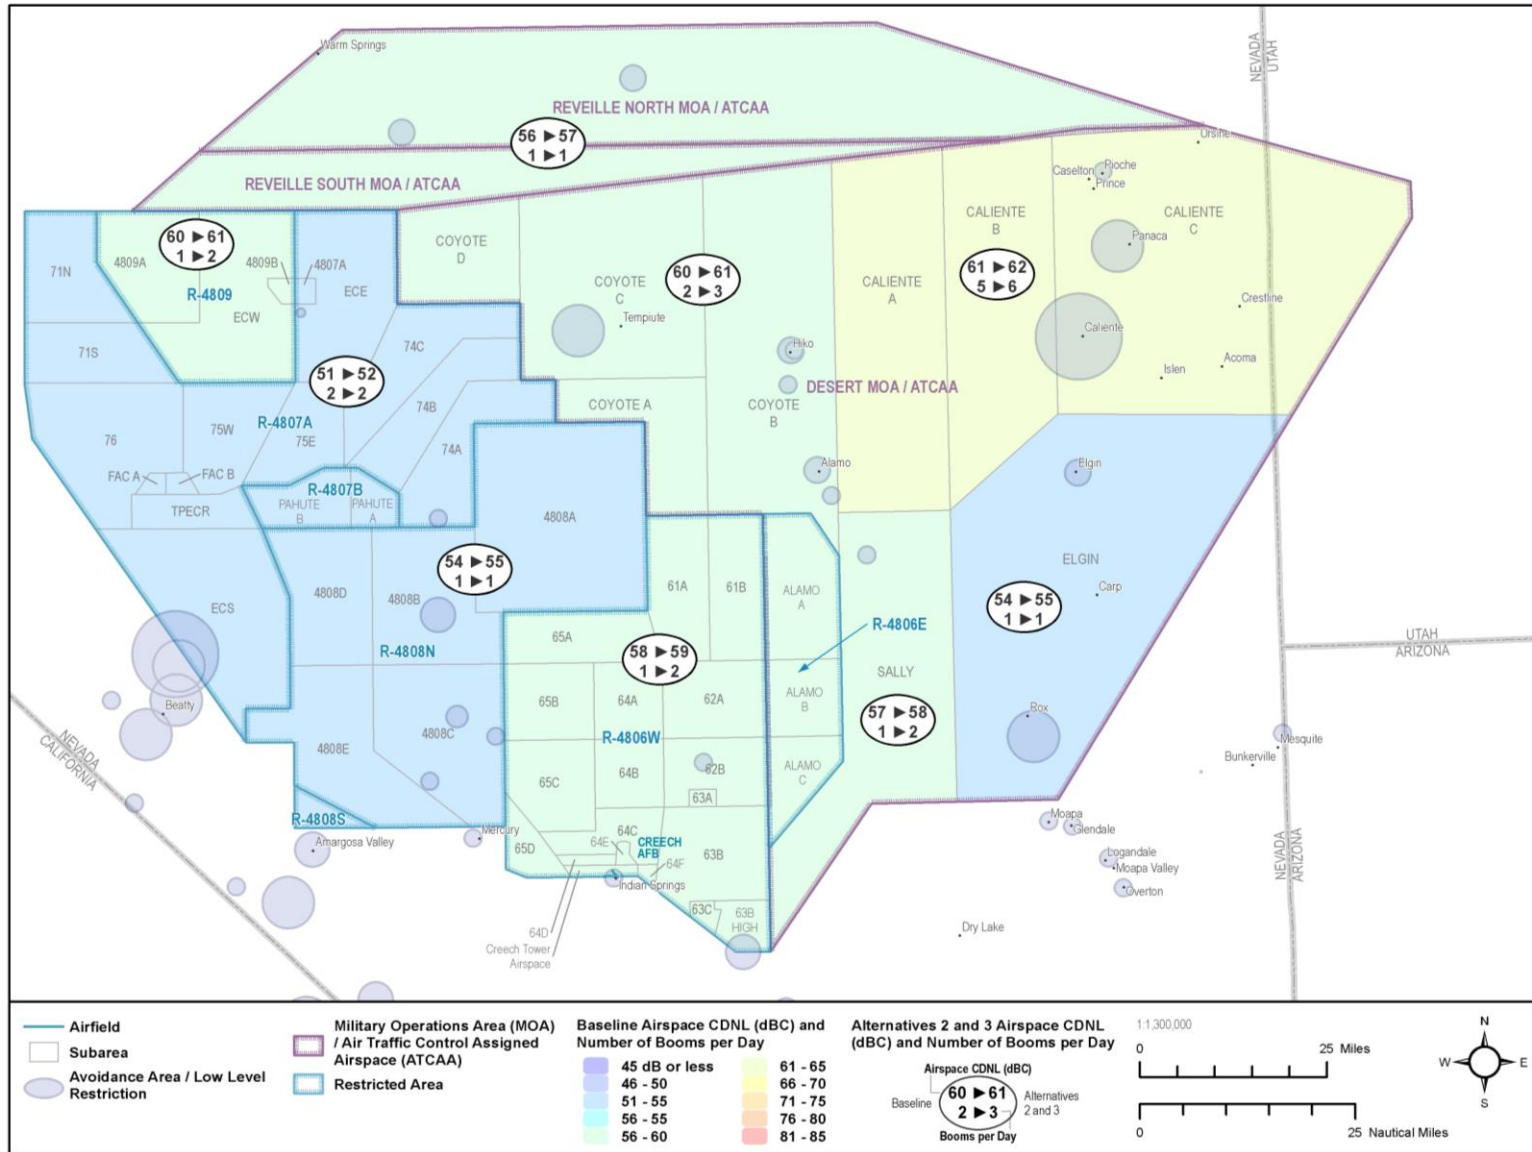 Warm Springs
REVEILLE NORTH MOA / ATCAA
56 ▶ 57
1 ▶ 1
REVEILLE SOUTH MOA / ATCAA
NEVADA
UTAH
Ursine
Pioche
Caselton
Prince
CALIENTE
B
CALIENTE
C
Panaca
60 ▶ 61
1 ▶ 2
4809A
4809B
4807A
71N
R-4809
ECE
ECW
COYOTE
D
COYOTE
C
Tempiute
60 ▶ 61
2 ▶ 3
CALIENTE
A
61 ▶ 62
5 ▶ 6
Crestline
Caliente
Hiko
71S
74C
51 ▶ 52
2 ▶ 2
Islen
Acoma
DESERT MOA / ATCAA
COYOTE A
COYOTE
B
74B
R-4807A
75W
75E
76
74A
FAC A
FAC B
Alamo
Elgin
R-4807B
PAHUTE
B
PAHUTE
A
TPECR
4808A
54 ▶ 55
1 ▶ 1
ELGIN
Carp
54 ▶ 55
1 ▶ 1
61A
61B
ALAMO
A
4808D
4808B
ECS
R-4806E
65A
58 ▶ 59
1 ▶ 2
R-4808N
UTAH
ARIZONA
SALLY
57 ▶ 58
1 ▶ 2
65B
64A
62A
ALAMO
B
Beatty
Rox
4808E
4808C
R-4806W
Mesquite
Bunkerville
NEVADA
CALIFORNIA
65C
64B
62B
63A
ALAMO
C
R-4808S
Mercury
Amargosa Valley
65D
64C
64E
CREECH
AFB
64F
63B
Indian Springs
Moapa
Glendale
Logandale
Moapa Valley
Overton
NEVADA
ARIZONA
63C
63B
HIGH
64D
Creech Tower
Airspace
Dry Lake
Airfield
Subarea
Avoidance Area / Low Level
Restriction
Military Operations Area (MOA)
/ Air Traffic Control Assigned
Airspace (ATCAA)
Restricted Area
Baseline Airspace CDNL (dBC) and
Number of Booms per Day
45 dB or less
46 - 50
51 - 55
56 - 55
56 - 60
61 - 65
66 - 70
71 - 75
76 - 80
81 - 85
Alternatives 2 and 3 Airspace CDNL
(dBC) and Number of Booms per Day
Airspace CDNL (dBC)
Baseline
60 ▶ 61
2 ▶ 3
Alternatives
2 and 3
Booms per Day
1:1,300,000
0 25 Miles
0 25 Nautical Miles
N
W E
S